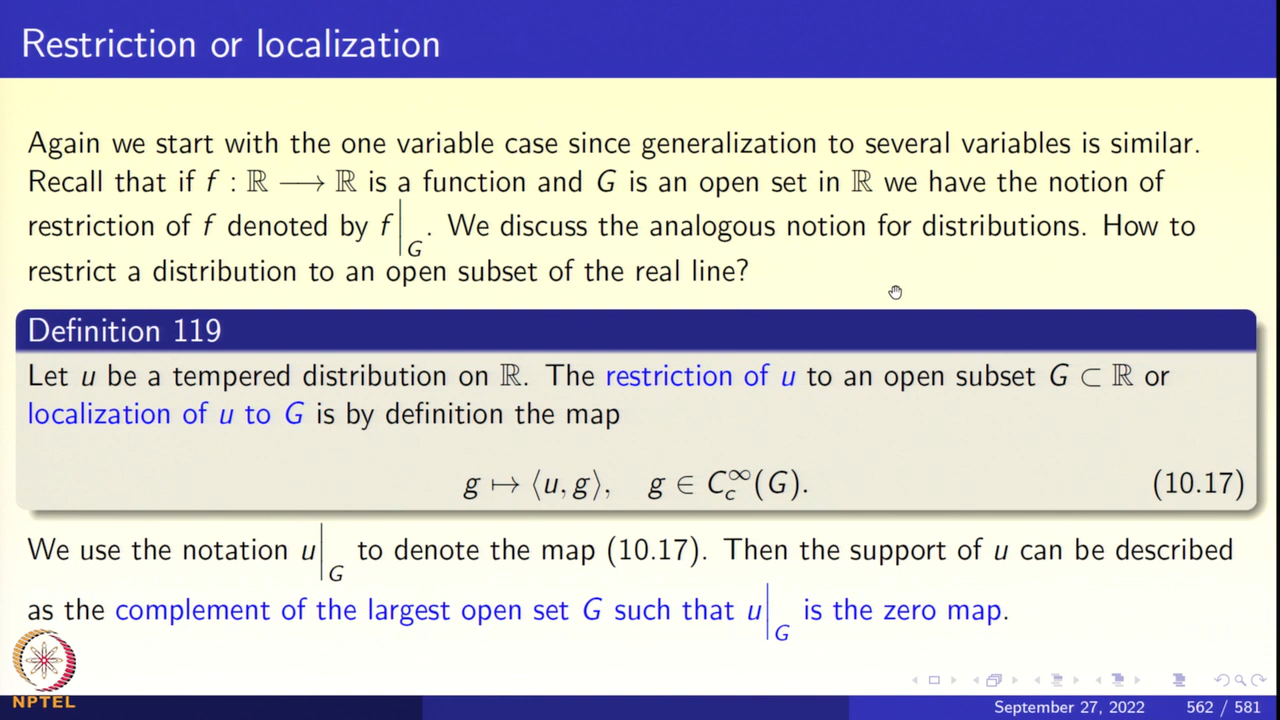 Restriction or localization
Again we start with the one variable case since generalization to several variables is similar.
Recall that if f : ℝ ⟶ ℝ is a function and G is an open set in ℝ we have the notion of
restriction of f denoted by f|_G. We discuss the analogous notion for distributions. How to
restrict a distribution to an open subset of the real line?
Definition 119
Let u be a tempered distribution on ℝ. The restriction of u to an open subset G ⊂ ℝ or
localization of u to G is by definition the map
g ↦ ⟨u, g⟩, g ∈ C_c^∞(G). (10.17)
We use the notation u|_G to denote the map (10.17). Then the support of u can be described
as the complement of the largest open set G such that u|_G is the zero map.
NPTEL
September 27, 2022 562 / 581